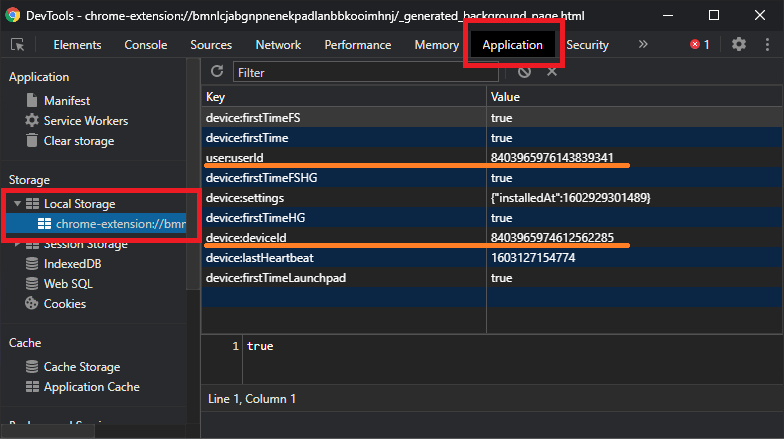 DevTools - chrome-extension://bmnlcjabgnpnenekpadlanbbkooimhnj/_generated_background_page.html
Elements Console Sources Network Performance Memory Application Security 1
Application
Manifest
Service Workers
Clear storage
Storage
Local Storage
chrome-extension://bmn
Session Storage
IndexedDB
Web SQL
Cookies
Cache
Cache Storage
Application Cache
Filter
Key Value
device:firstTimeFS true
device:firstTime true
user:userId 8403965976143839341
device:firstTimeFSHG true
device:settings {"installedAt":1602929301489}
device:firstTimeHG true
device:deviceId 8403965974612562285
device:lastHeartbeat 1603127154774
device:firstTimeLaunchpad true
1 true
Line 1, Column 1